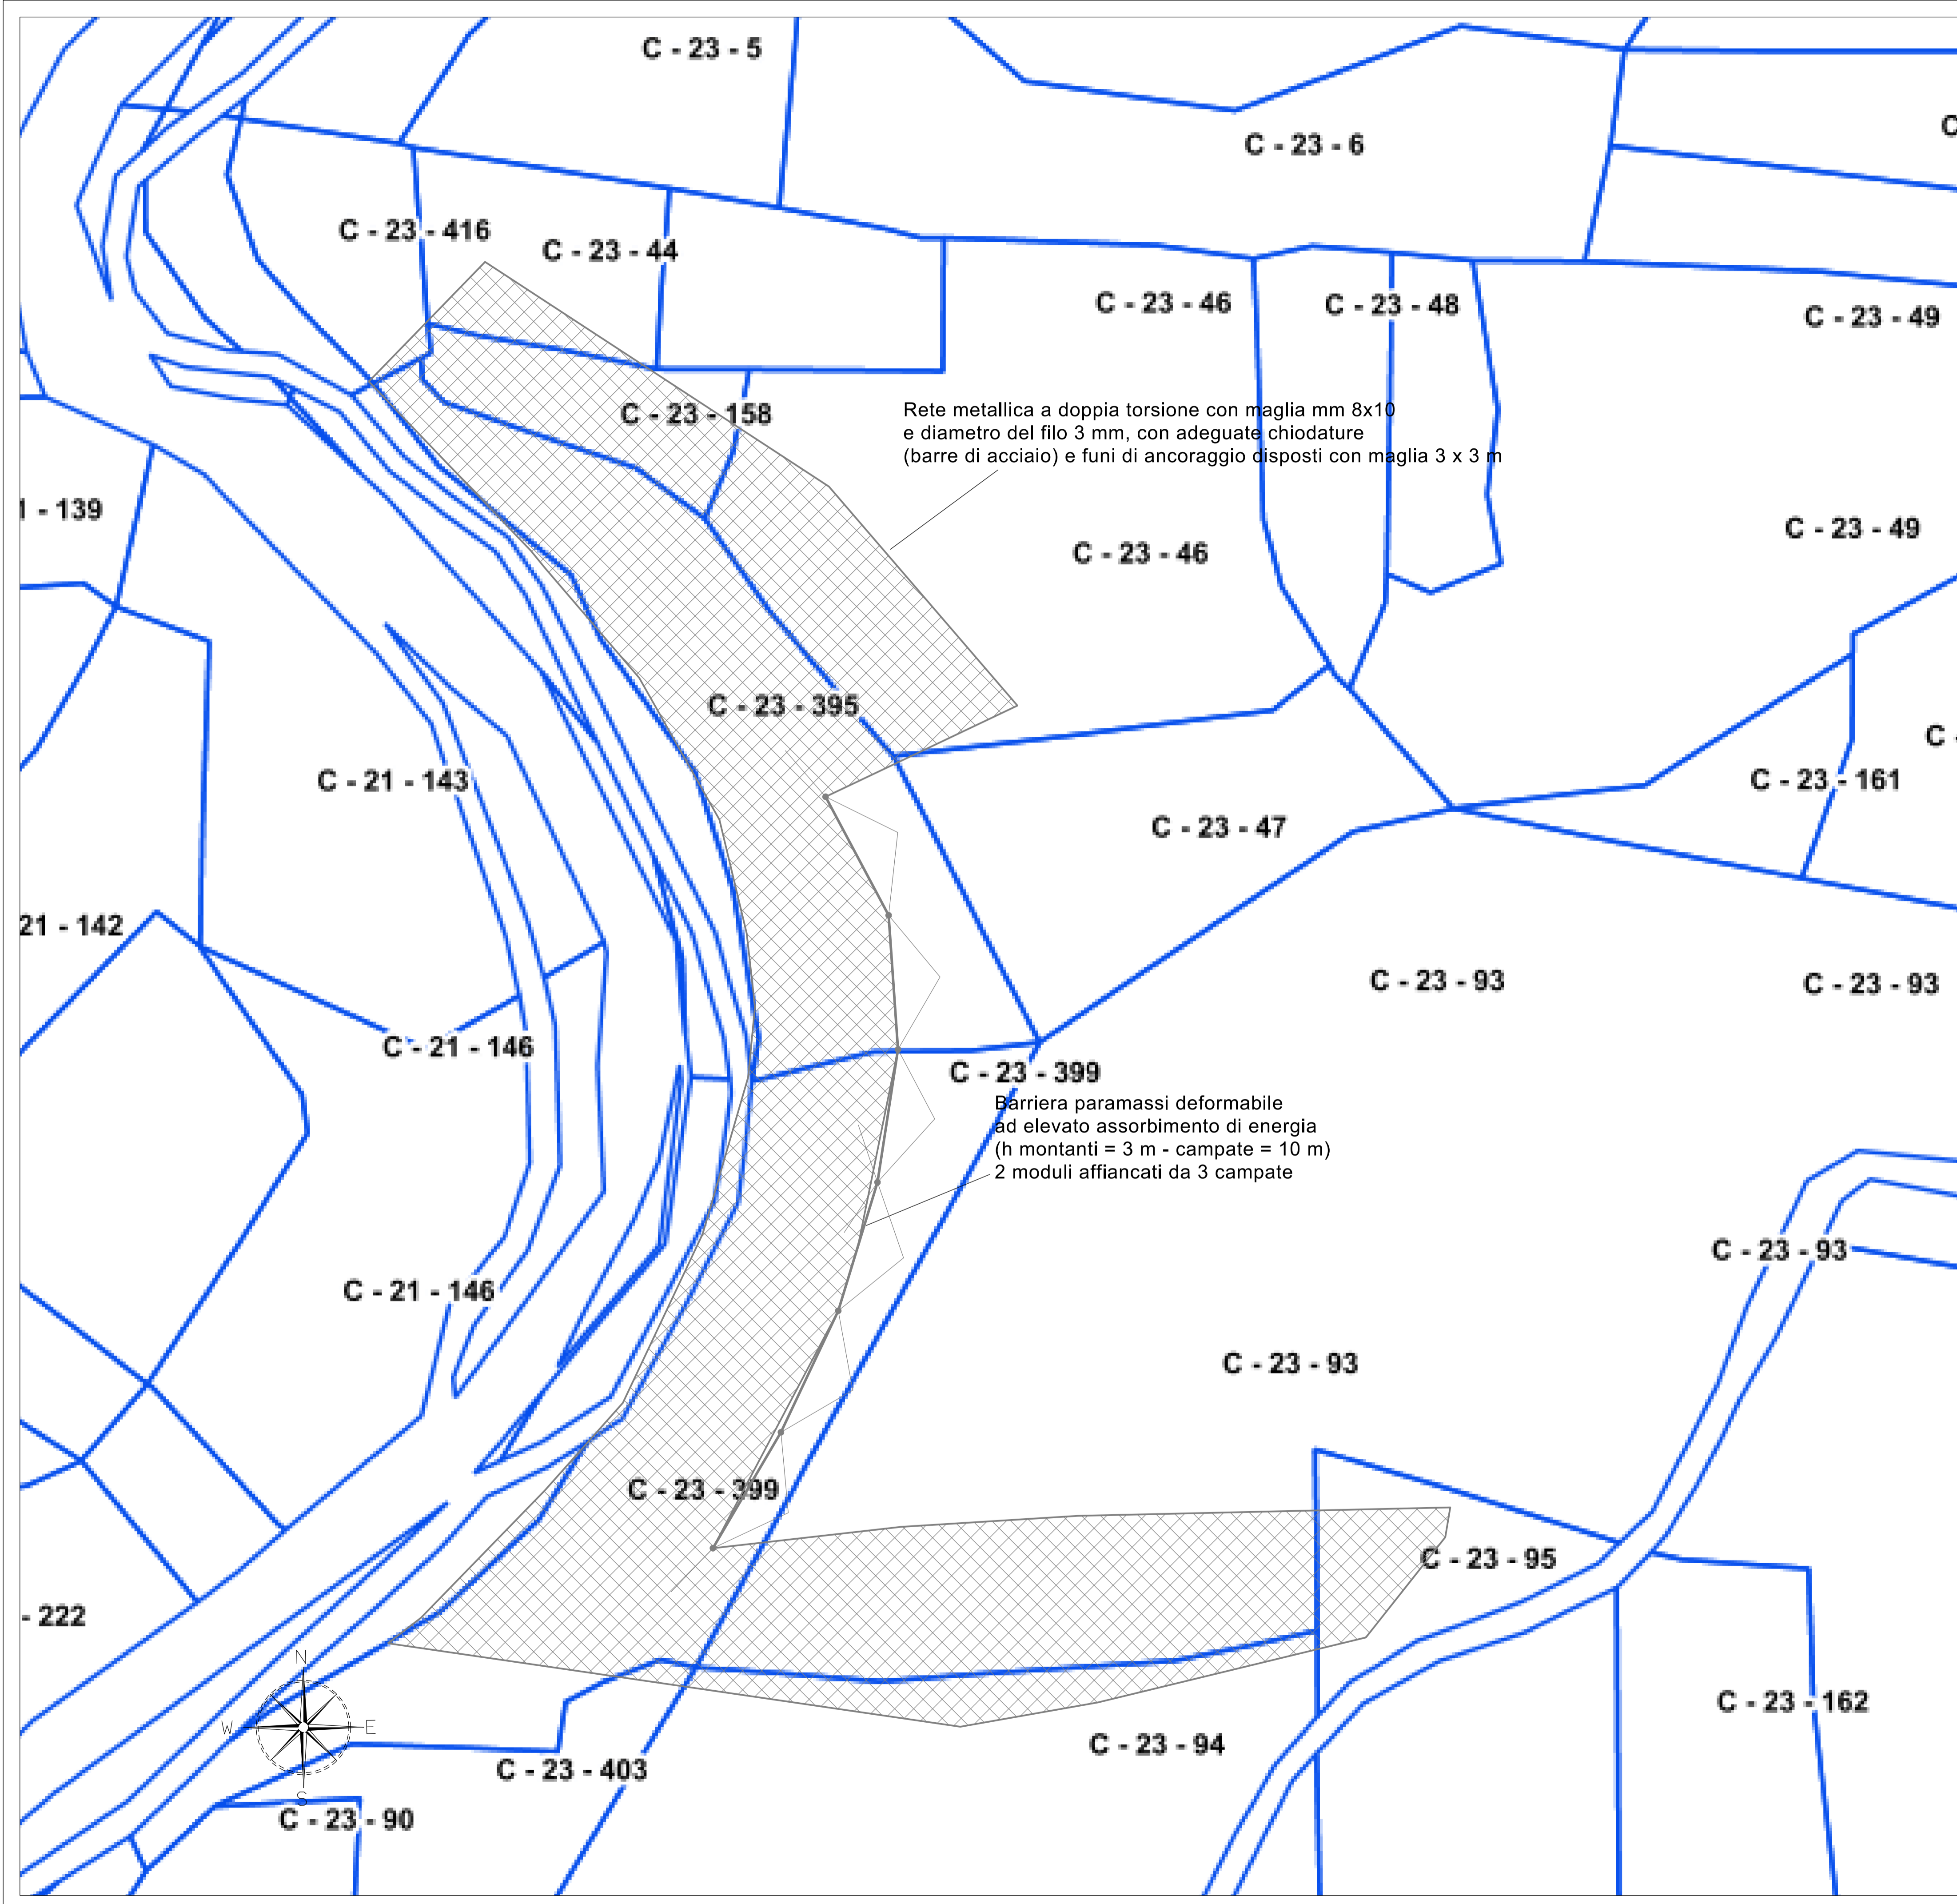 C - 23 - 5
C - 23 - 6
C
C - 23 - 416
C - 23 - 44
C - 23 - 46
C - 23 - 48
C - 23 - 49
C - 23 - 158
Rete metallica a doppia torsione con maglia mm 8x10
e diametro del filo 3 mm, con adeguate chiodature
(barre di acciaio) e funi di ancoraggio disposti con maglia 3 x 3 m
1 - 139
C - 23 - 46
C - 23 - 49
C - 23 - 395
C -
C - 21 - 143
C - 23 - 161
C - 23 - 47
21 - 142
C - 23 - 93
C - 23 - 93
C - 21 - 146
C - 23 - 399
Barriera paramassi deformabile
ad elevato assorbimento di energia
(h montanti = 3 m - campate = 10 m)
2 moduli affiancati da 3 campate
C - 23 - 93
C - 21 - 146
C - 23 - 93
C - 23 - 399
C - 23 - 95
- 222
N
W
E
S
C - 23 - 162
C - 23 - 94
C - 23 - 403
C - 23 - 90